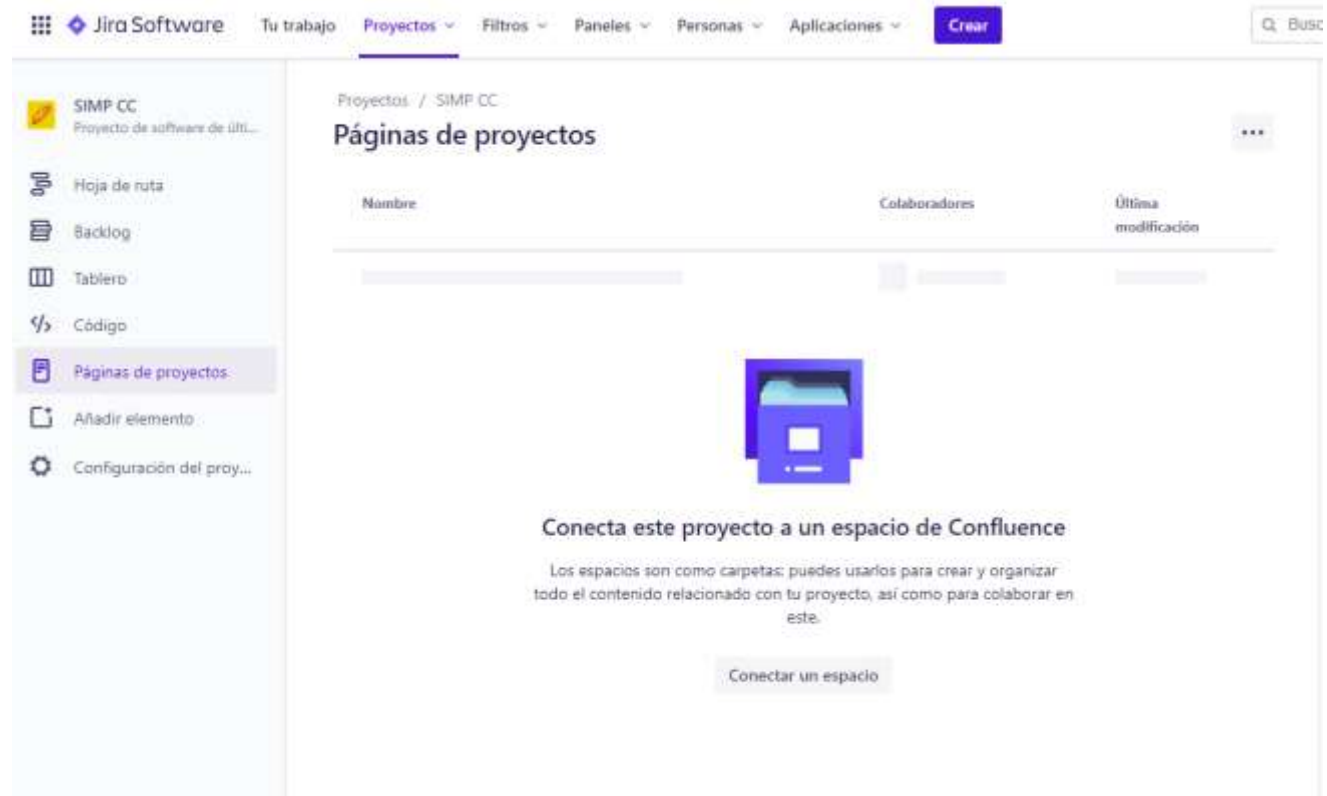 Jira Software Tu trabajo Proyectos Filtros Paneles Personas Aplicaciones Crear Busc
SIMP CC
Proyecto de software de últi...
Hoja de ruta
Backlog
Tablero
Código
Páginas de proyectos
Añadir elemento
Configuración del proy...
Proyectos / SIMP CC
Páginas de proyectos
Nombre Colaboradores Última
modificación
Conecta este proyecto a un espacio de Confluence
Los espacios son como carpetas: puedes usarlos para crear y organizar
todo el contenido relacionado con tu proyecto, así como para colaborar en
este.
Conectar un espacio